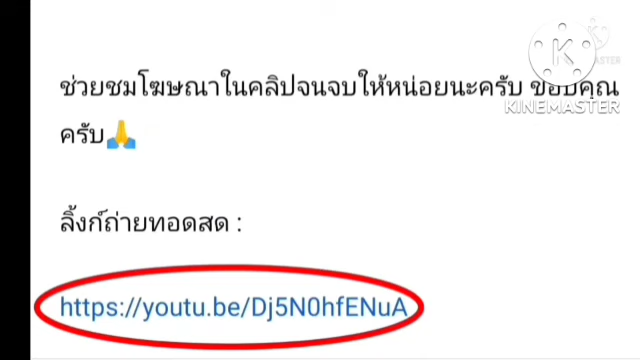 ช่วยชมโฆษณาในคลิปจนจบให้หน่อยนะครับ ขอบคุณ
ครับ🙏
KINEMASTER
ลิ้งก์ถ่ายทอดสด :
https://youtu.be/Dj5N0hfENuA